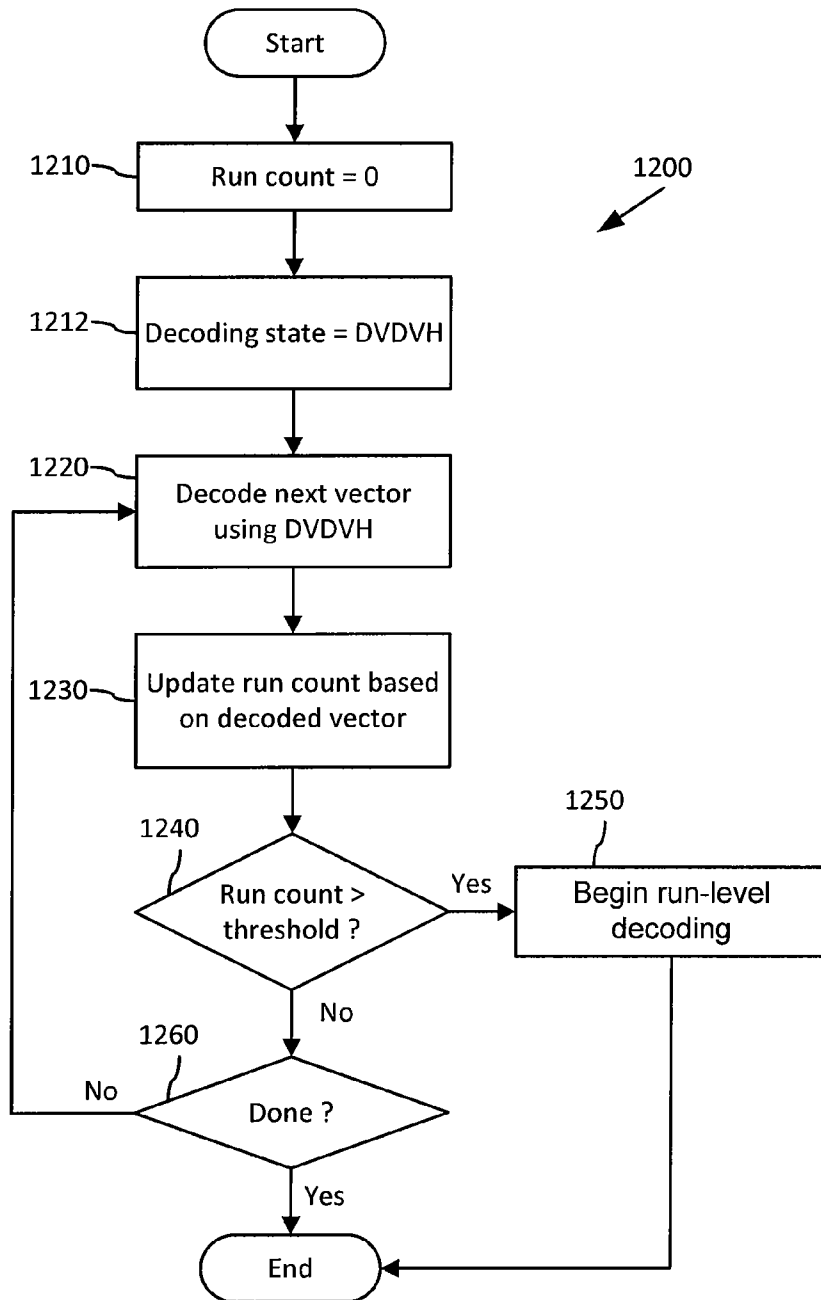 Start
1210
Run count = 0
1200
1212
Decoding state = DVDVH
1220
Decode next vector
using DVDVH
1230
Update run count based
on decoded vector
1240
Run count >
threshold ?
Yes
1250
Begin run-level
decoding
No
1260
No
Done ?
Yes
End